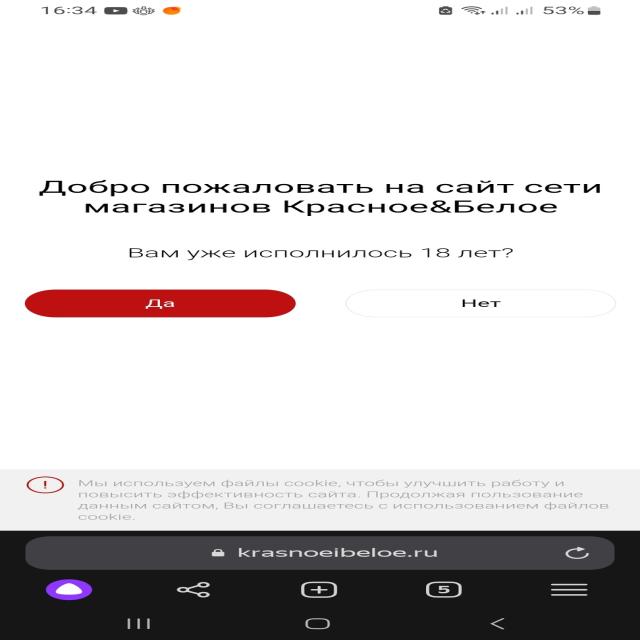 16:34
53%
Добро пожаловать на сайт сети
магазинов Красное&Белое
Вам уже исполнилось 18 лет?
Да
Нет
Мы используем файлы cookie, чтобы улучшить работу и
повысить эффективность сайта. Продолжая пользование
данным сайтом, Вы соглашаетесь с использованием файлов
cookie.
krasnoeibeloe.ru
5